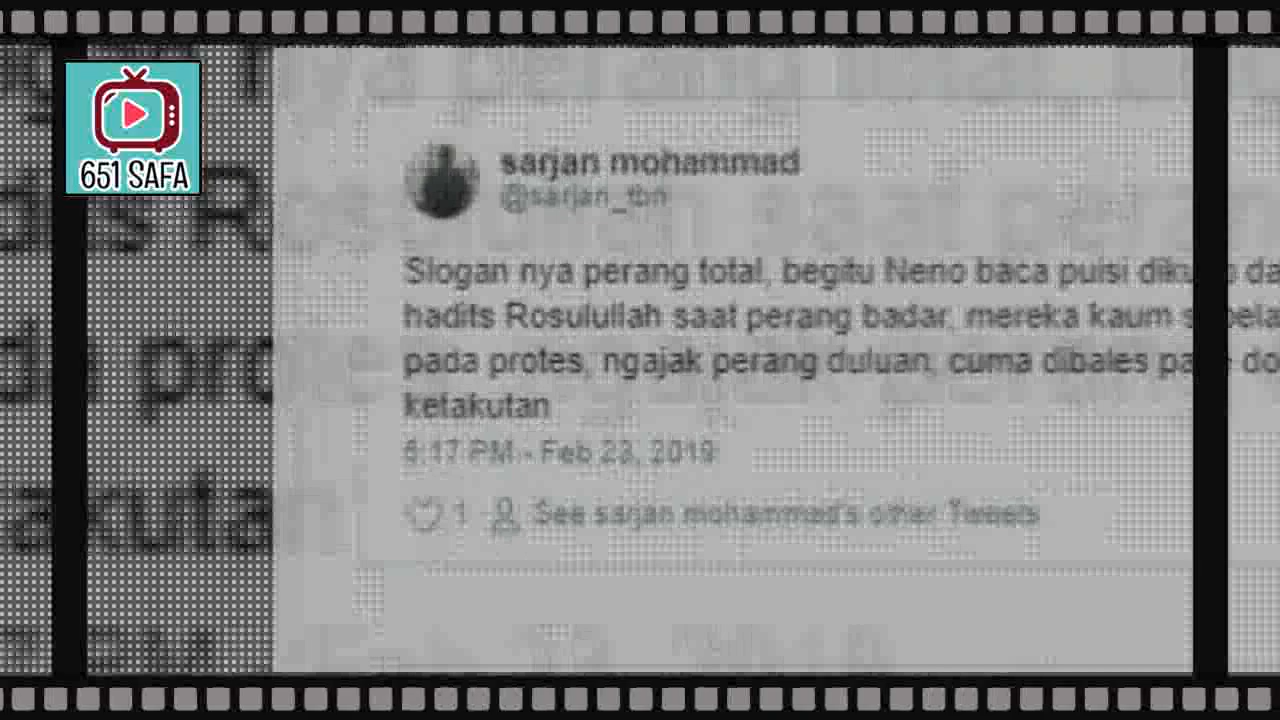 651 SAFA
sarjan mohammad
@sarjan_tbn
Slogan nya perang total, begitu Neno baca puisi
hadits Rosulullah saat perang badar, mereka kaum
pada protes, ngajak perang duluan, cuma dibales
ketakutan
6:17 PM - Feb 23, 2019
1 See sarjan mohammad's other Tweets